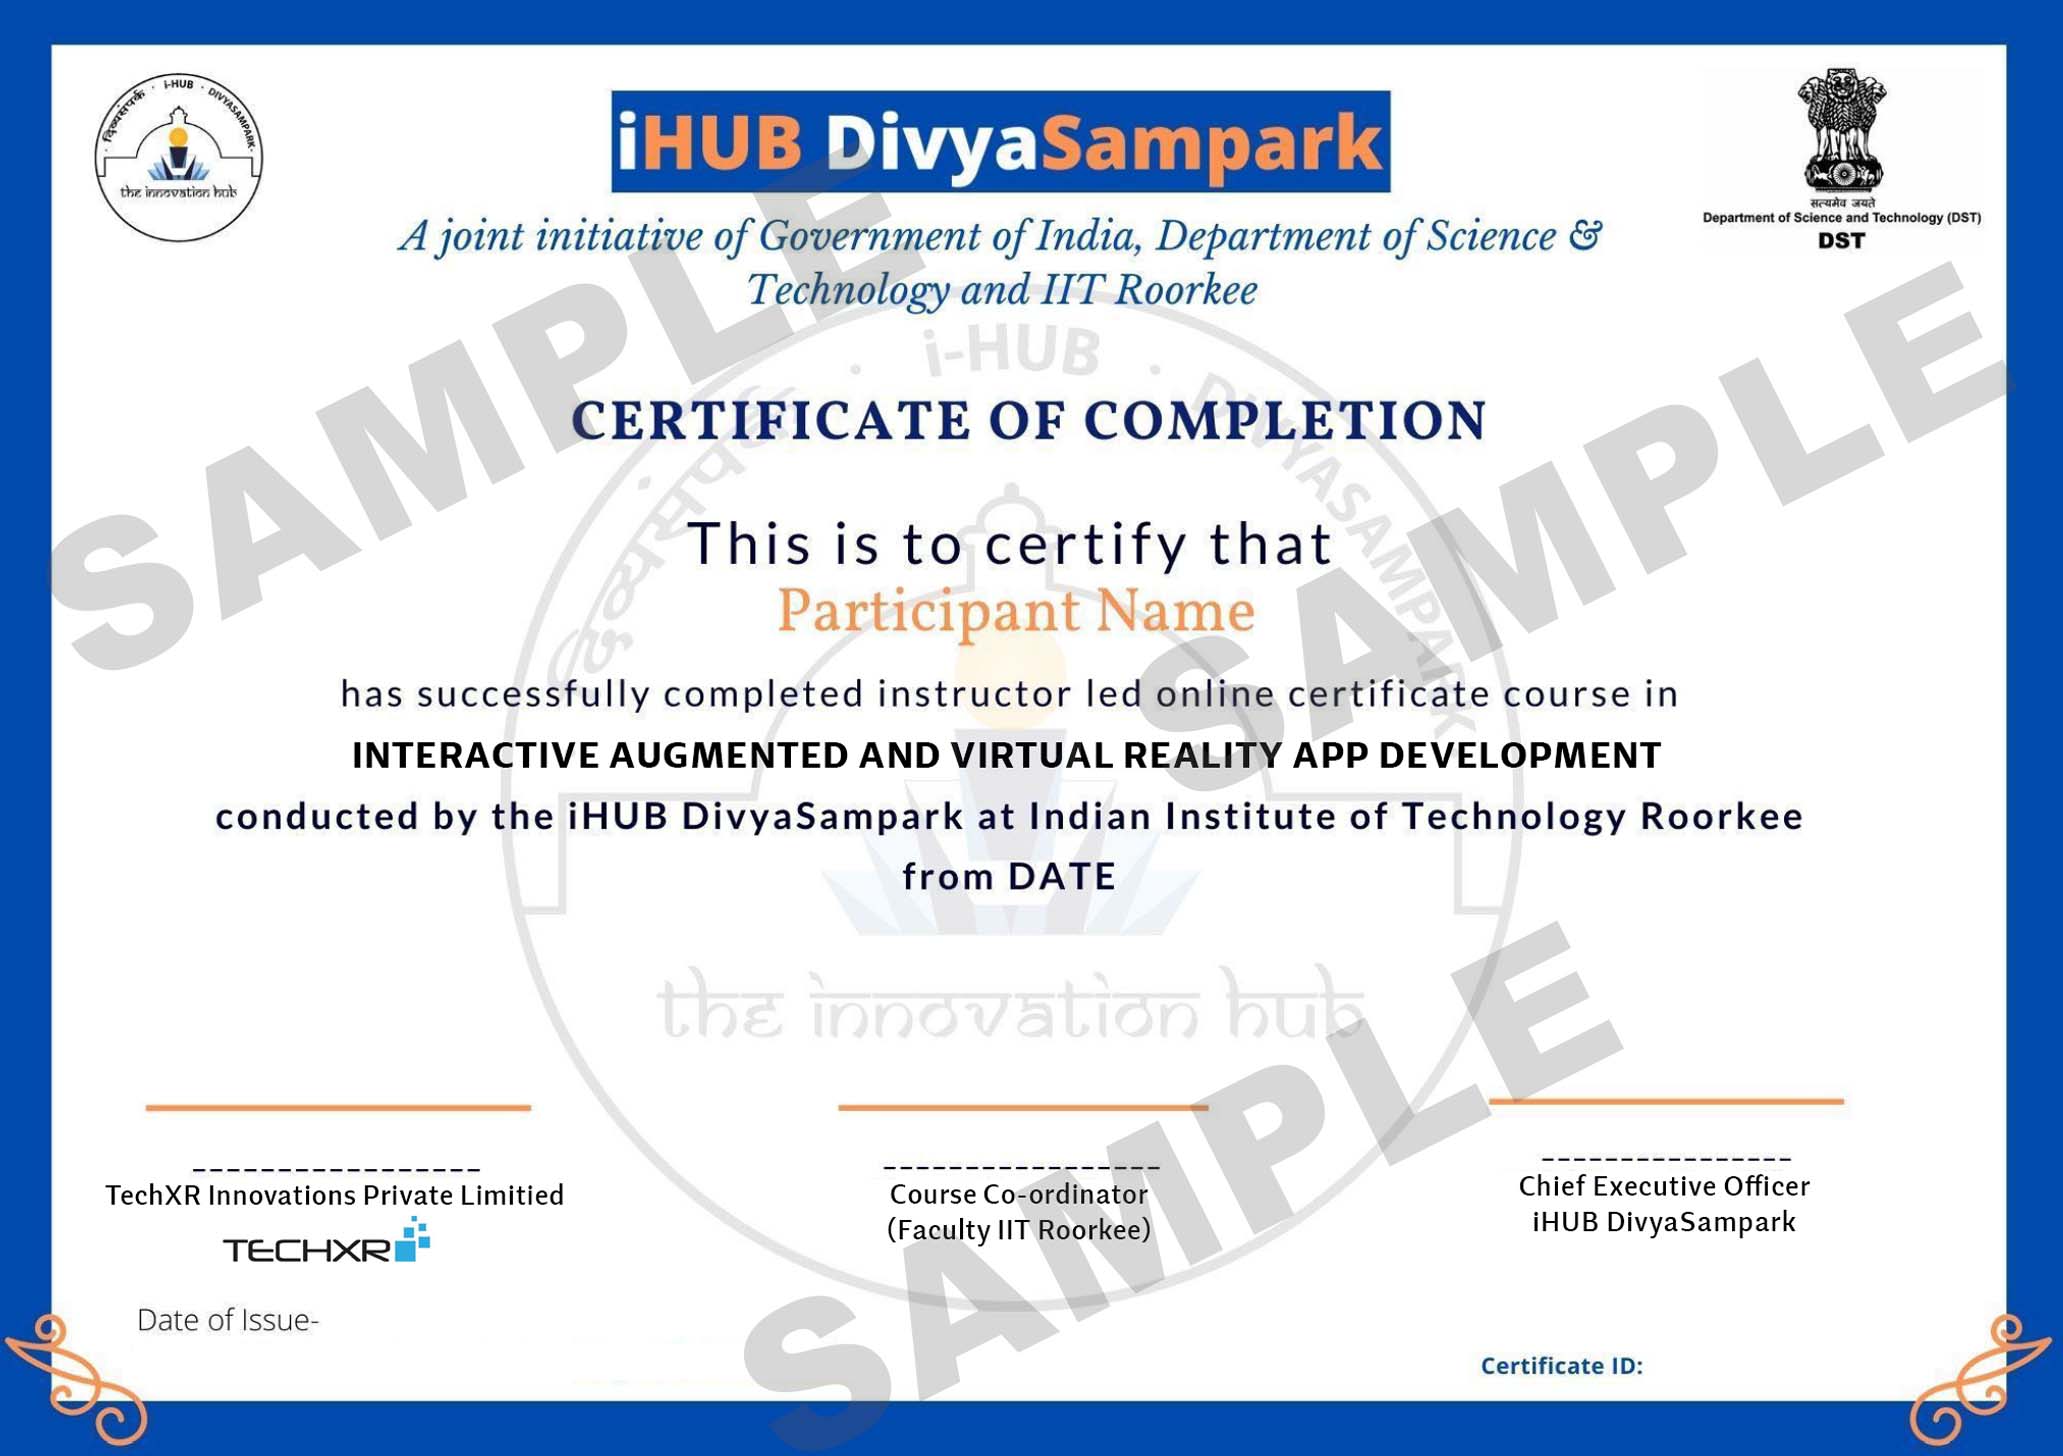 दिव्यसंपर्क · i-HUB · DIVYASAMPARK
the innovation hub
iHUB DivyaSampark
सत्यमेव जयते
Department of Science and Technology (DST)
DST
A joint initiative of Government of India, Department of Science &
Technology and IIT Roorkee
दिव्यसंपर्क · i-HUB · DIVYASAMPARK
CERTIFICATE OF COMPLETION
This is to certify that
Participant Name
has successfully completed instructor led online certificate course in
INTERACTIVE AUGMENTED AND VIRTUAL REALITY APP DEVELOPMENT
conducted by the iHUB DivyaSampark at Indian Institute of Technology Roorkee
from DATE
the innovation hub
SAMPLE
SAMPLE
SAMPLE
TechXR Innovations Private Limitied
TECHXR
Course Co-ordinator
(Faculty IIT Roorkee)
Chief Executive Officer
iHUB DivyaSampark
Date of Issue-
Certificate ID: